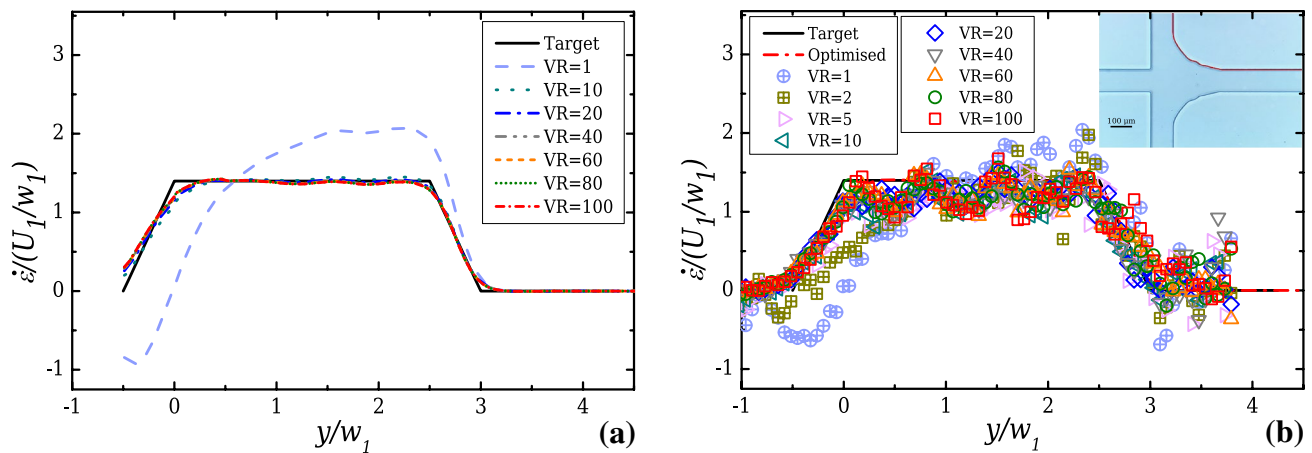 3
2
1
0
-1
-1
0
1
2
3
4
ε̇/(U₁/w₁)
y/w₁
Target
VR=1
VR=10
VR=20
VR=40
VR=60
VR=80
VR=100
(a)
3
2
1
0
-1
-1
0
1
2
3
4
ε̇/(U₁/w₁)
y/w₁
Target
Optimised
VR=1
VR=2
VR=5
VR=10
VR=20
VR=40
VR=60
VR=80
VR=100
100 µm
(b)